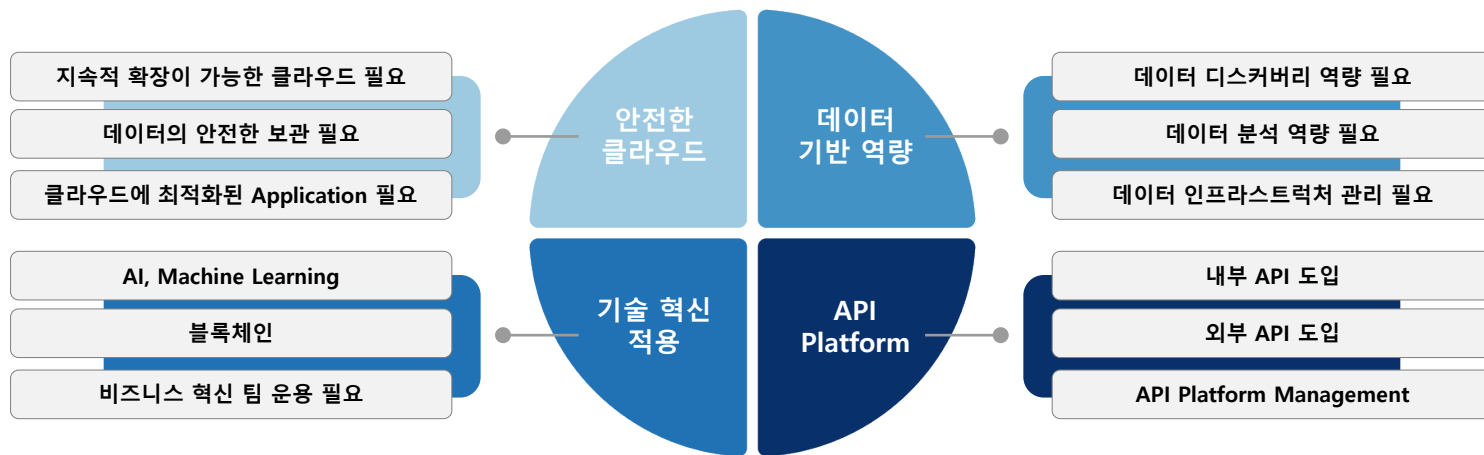 지속적 확장이 가능한 클라우드 필요
데이터의 안전한 보관 필요
클라우드에 최적화된 Application 필요
안전한
클라우드
데이터
기반 역량
데이터 디스커버리 역량 필요
데이터 분석 역량 필요
데이터 인프라스트럭처 관리 필요
AI, Machine Learning
블록체인
비즈니스 혁신 팀 운용 필요
기술 혁신
적용
API
Platform
내부 API 도입
외부 API 도입
API Platform Management